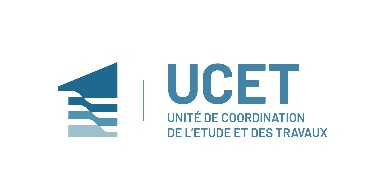 UCET
UNITÉ DE COORDINATION
DE L'ETUDE ET DES TRAVAUX